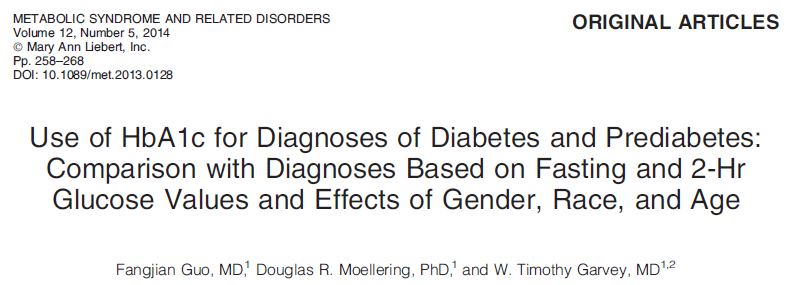 METABOLIC SYNDROME AND RELATED DISORDERS
Volume 12, Number 5, 2014
© Mary Ann Liebert, Inc.
Pp. 258–268
DOI: 10.1089/met.2013.0128
ORIGINAL ARTICLES
Use of HbA1c for Diagnoses of Diabetes and Prediabetes:
Comparison with Diagnoses Based on Fasting and 2-Hr
Glucose Values and Effects of Gender, Race, and Age
Fangjian Guo, MD,1 Douglas R. Moellering, PhD,1 and W. Timothy Garvey, MD1,2